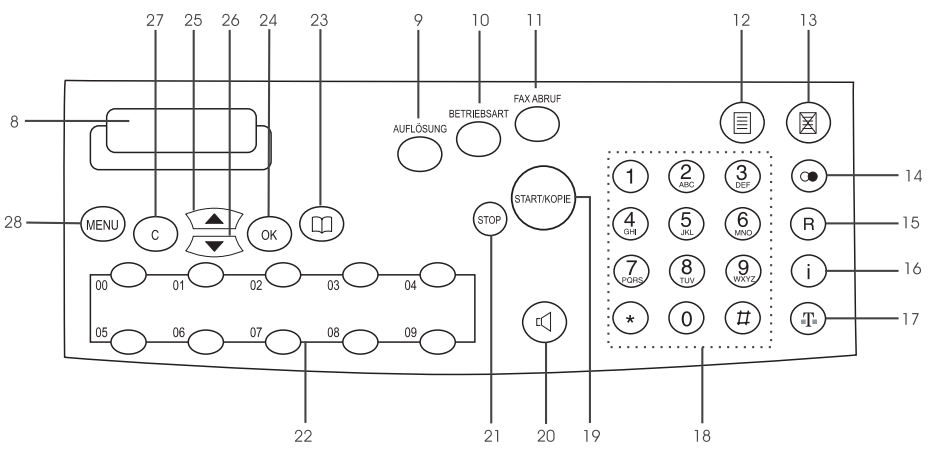 27 25 26 24 23 9 10 11 12 13
8
FAX ABRUF
BETRIEBSART
AUFLÖSUNG
1 2 ABC 3 DEF
14
START/KOPIE
28 MENU C OK STOP
4 GHI 5 JKL 6 MNO R 15
00 01 02 03 04
7 PQRS 8 TUV 9 WXYZ i 16
05 06 07 08 09
* 0 # T 17
22 21 20 19 18